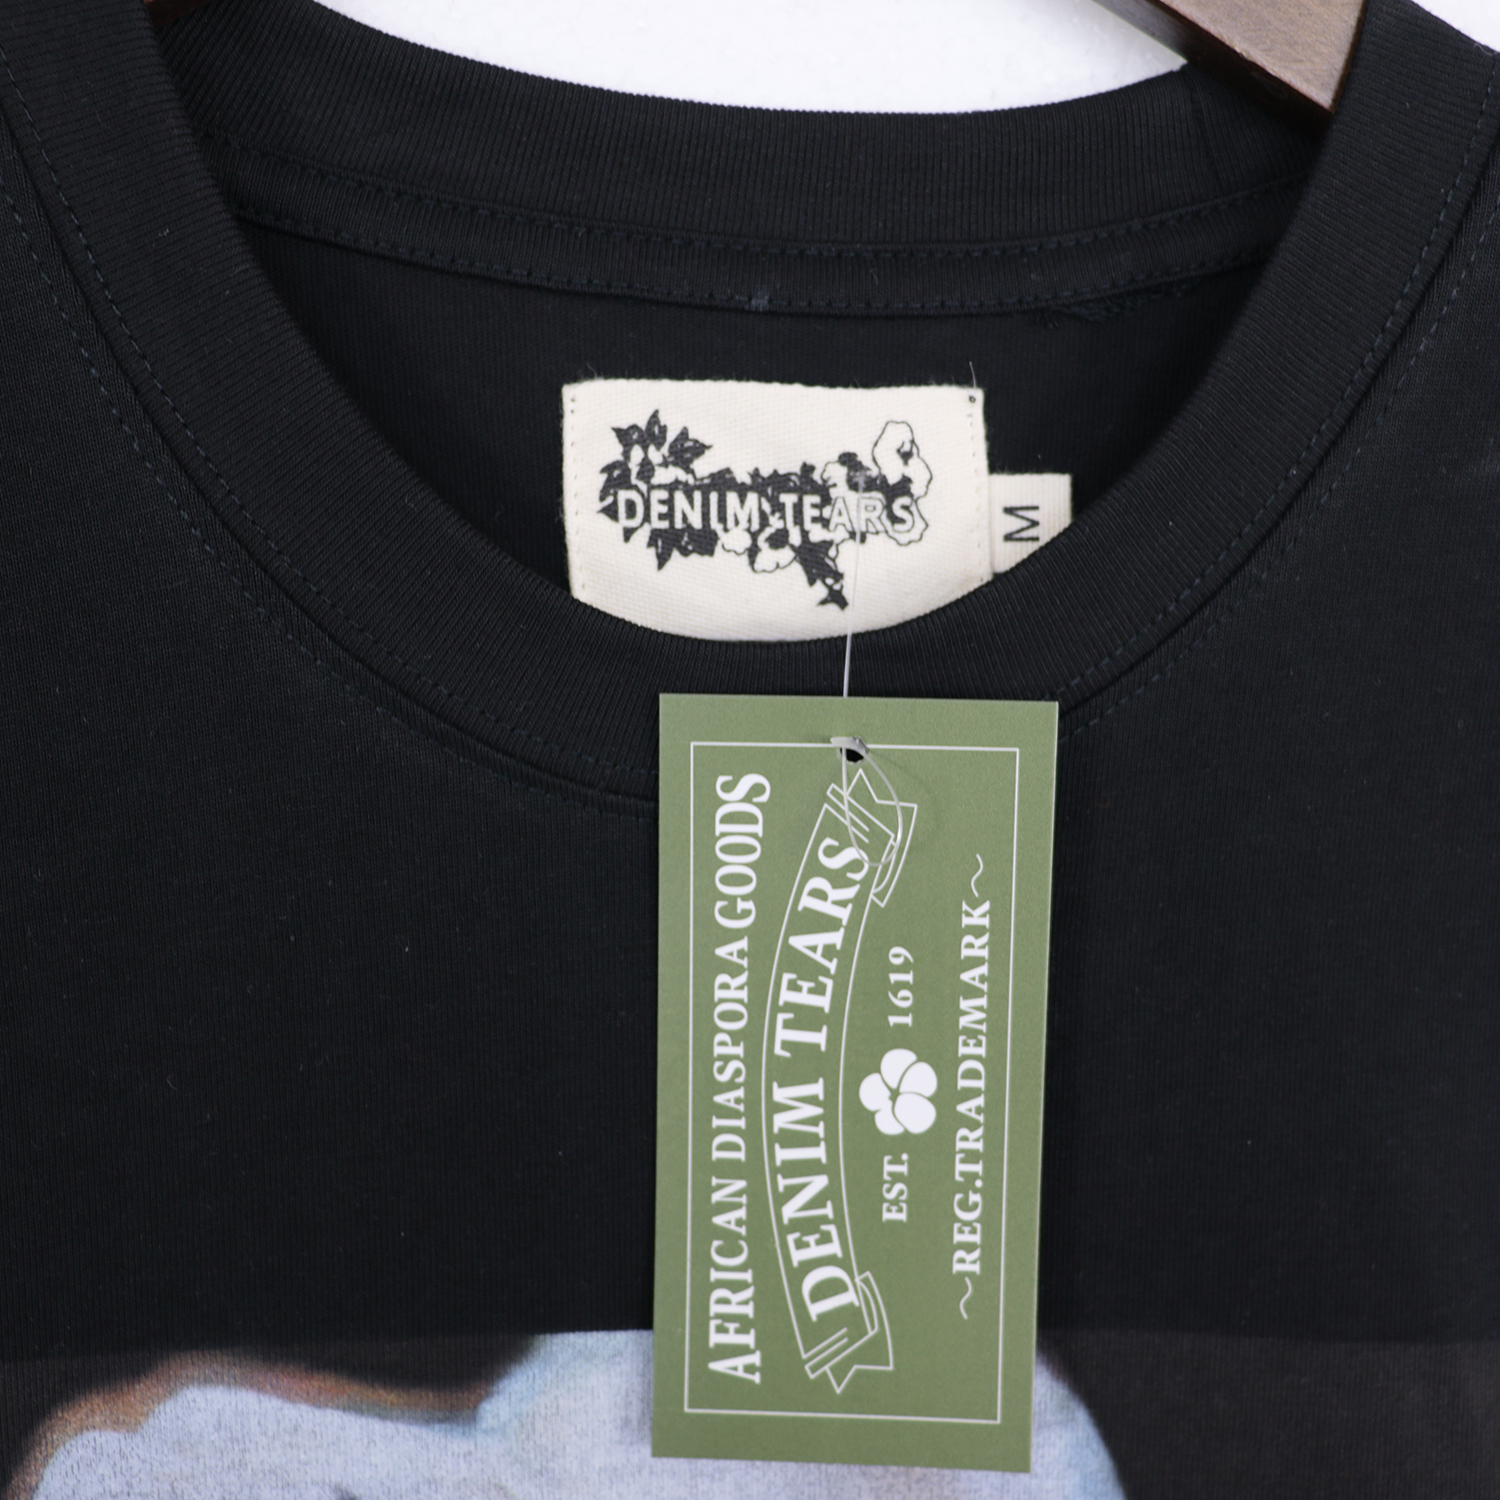 DENIM TEARS
M
AFRICAN DIASPORA GOODS
DENIM TEARS
EST. 1619
~REG.TRADEMARK~